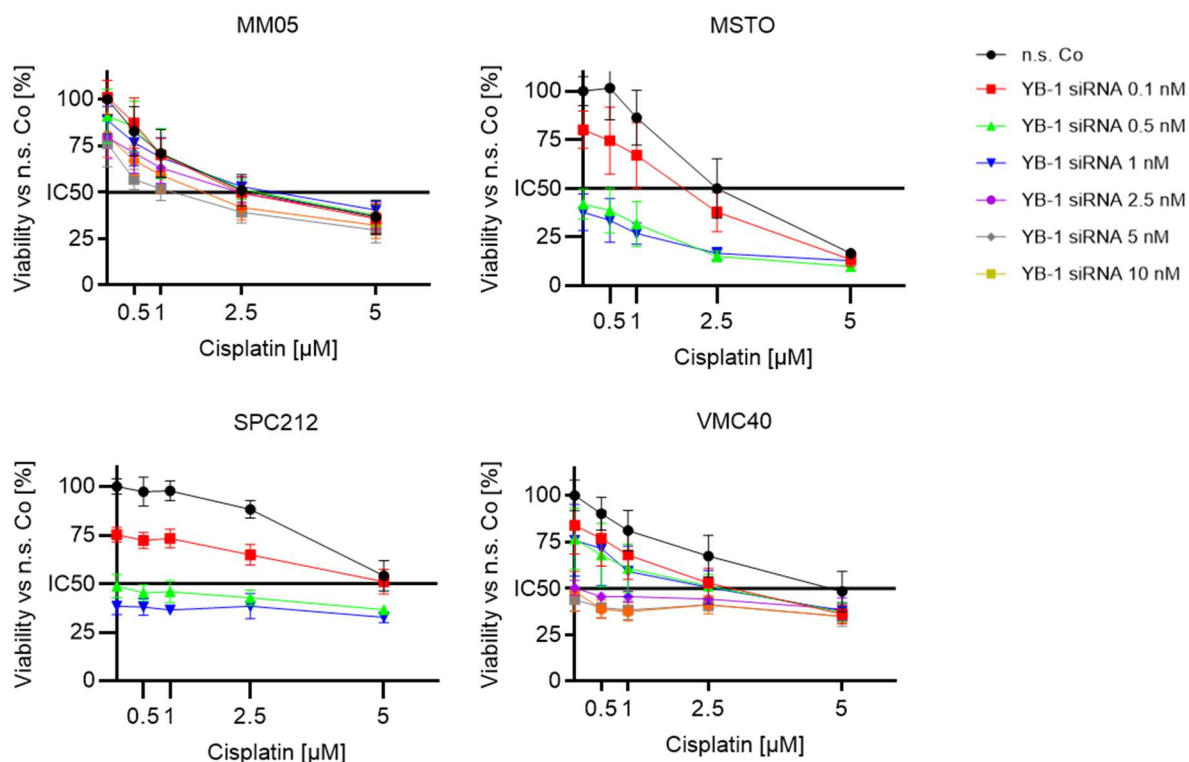 MM05
Viability vs n.s. Co [%]
100
75
IC50
25
0
0.5 1 2.5 5
Cisplatin [µM]
MSTO
Viability vs n.s. Co [%]
100
75
IC50
25
0
0.5 1 2.5 5
Cisplatin [µM]
n.s. Co
YB-1 siRNA 0.1 nM
YB-1 siRNA 0.5 nM
YB-1 siRNA 1 nM
YB-1 siRNA 2.5 nM
YB-1 siRNA 5 nM
YB-1 siRNA 10 nM
SPC212
Viability vs n.s. Co [%]
100
75
IC50
25
0
0.5 1 2.5 5
Cisplatin [µM]
VMC40
Viability vs n.s. Co [%]
100
75
IC50
25
0
0.5 1 2.5 5
Cisplatin [µM]